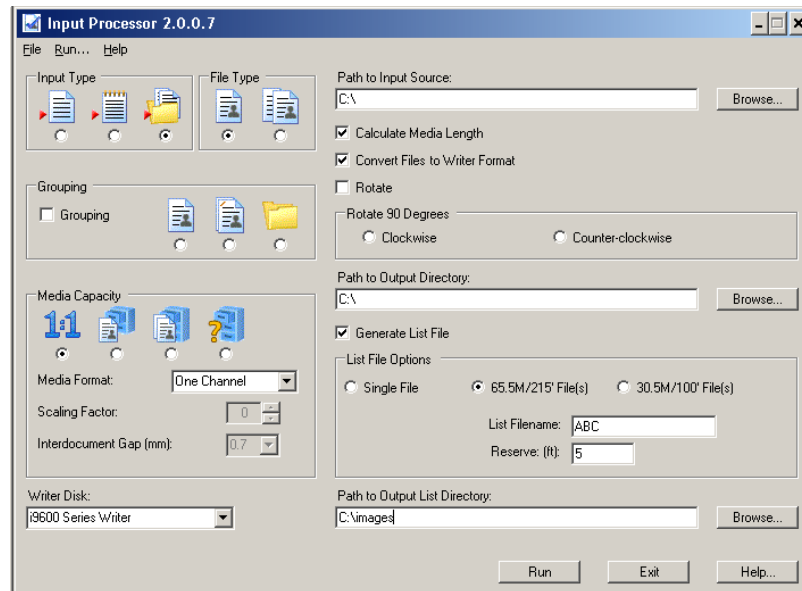 Input Processor 2.0.0.7
File Run... Help
Input Type
File Type
Grouping
Grouping
Media Capacity
1:1
Media Format: One Channel
Scaling Factor: 0
Interdocument Gap (mm): 0.7
Writer Disk:
i9600 Series Writer
Path to Input Source:
C:\ Browse...
Calculate Media Length
Convert Files to Writer Format
Rotate
Rotate 90 Degrees
Clockwise Counter-clockwise
Path to Output Directory:
C:\ Browse...
Generate List File
List File Options
Single File 65.5M/215' File(s) 30.5M/100' File(s)
List Filename: ABC
Reserve: (ft): 5
Path to Output List Directory:
C:\images Browse...
Run Exit Help...